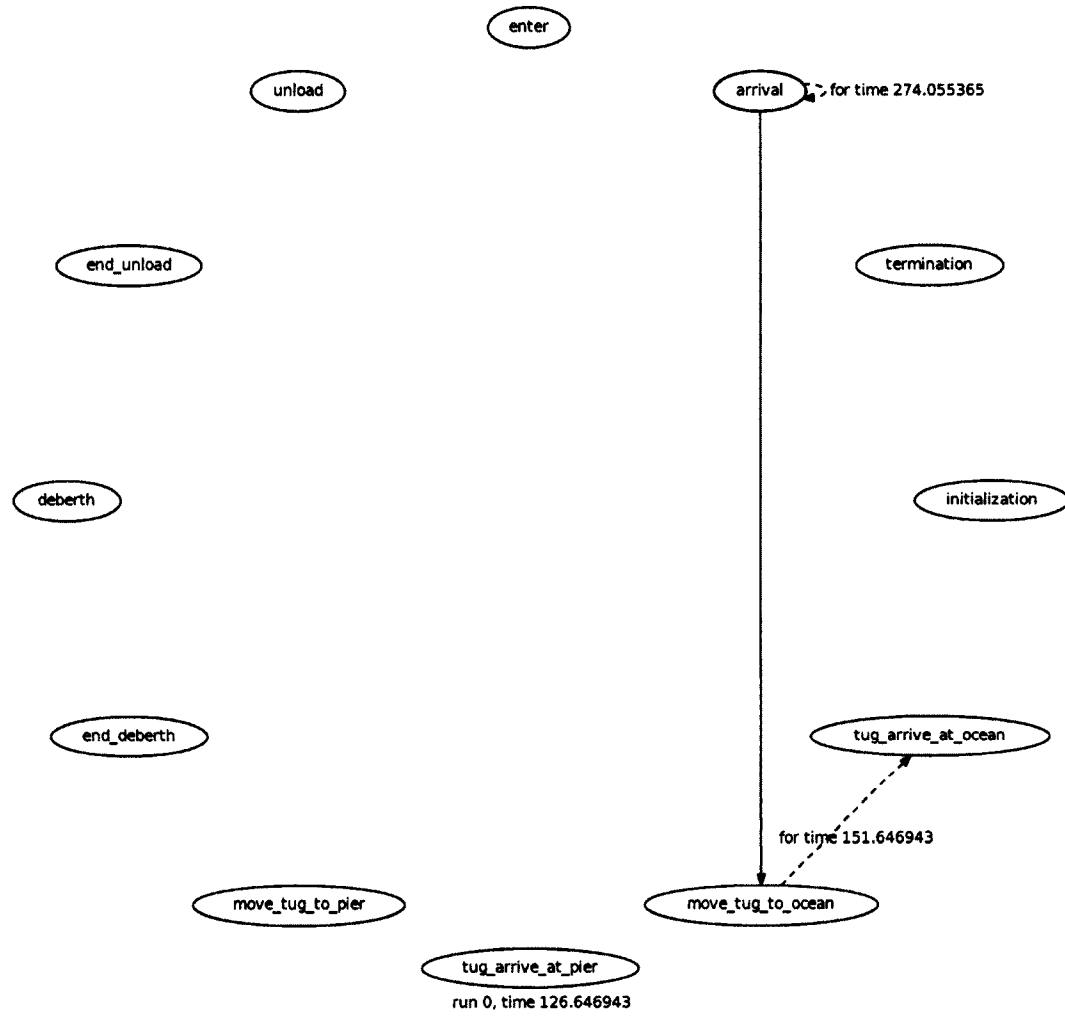 enter
unload
arrival
for time 274.055365
end_unload
termination
deberth
initialization
end_deberth
tug_arrive_at_ocean
for time 151.646943
move_tug_to_pier
move_tug_to_ocean
tug_arrive_at_pier
run 0, time 126.646943